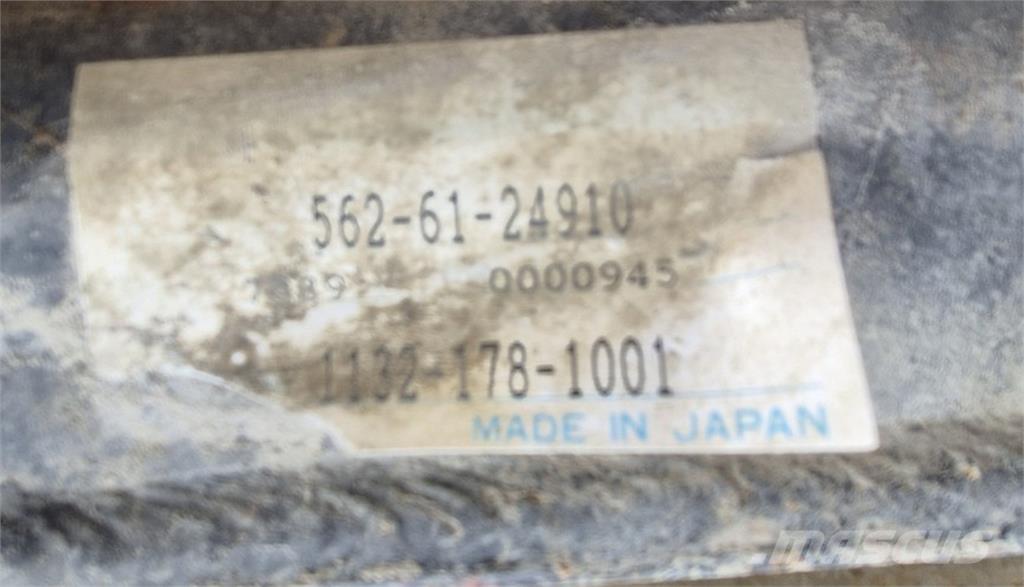 562-61-24910
0000945
1132-178-1001
MADE IN JAPAN
MASCUS